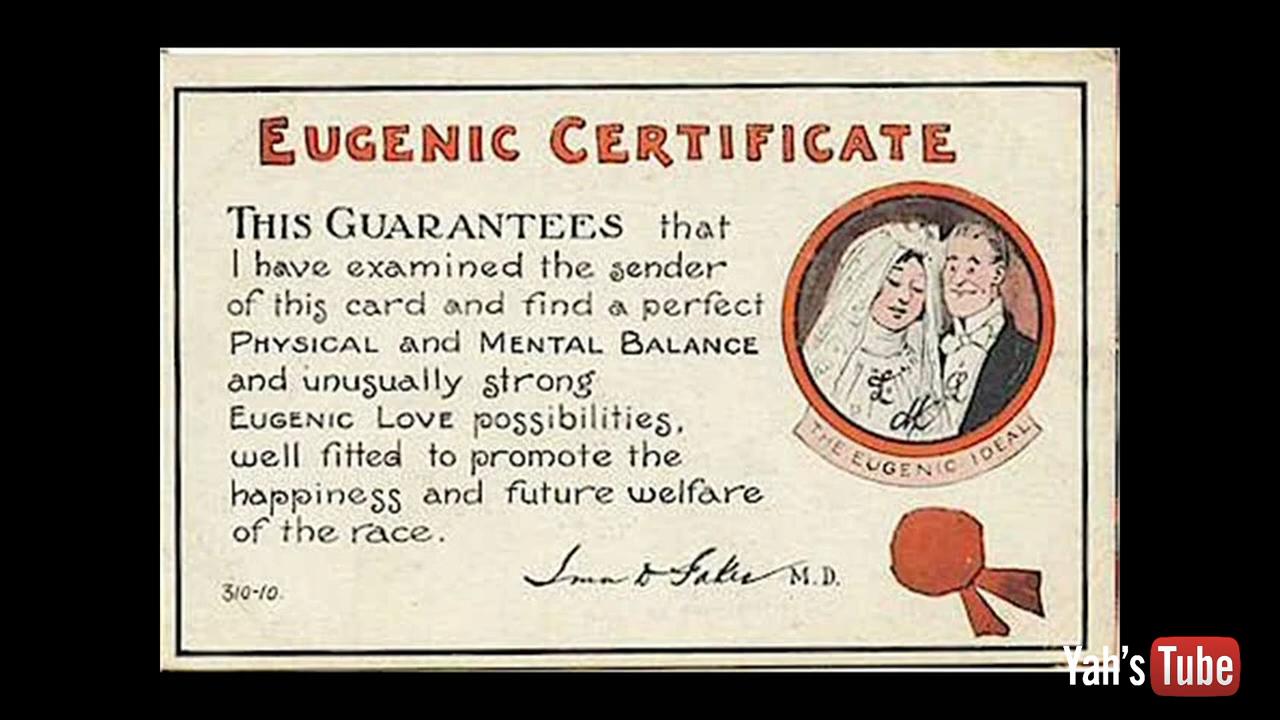 EUGENIC CERTIFICATE
THIS GUARANTEES that
I have examined the sender
of this card and find a perfect
PHYSICAL and MENTAL BALANCE
and unusually strong
EUGENIC LOVE possibilities,
well fitted to promote the
happiness and future welfare
of the race.
THE EUGENIC IDEAL
Ima D Faker M.D.
310-10.
Yah's Tube